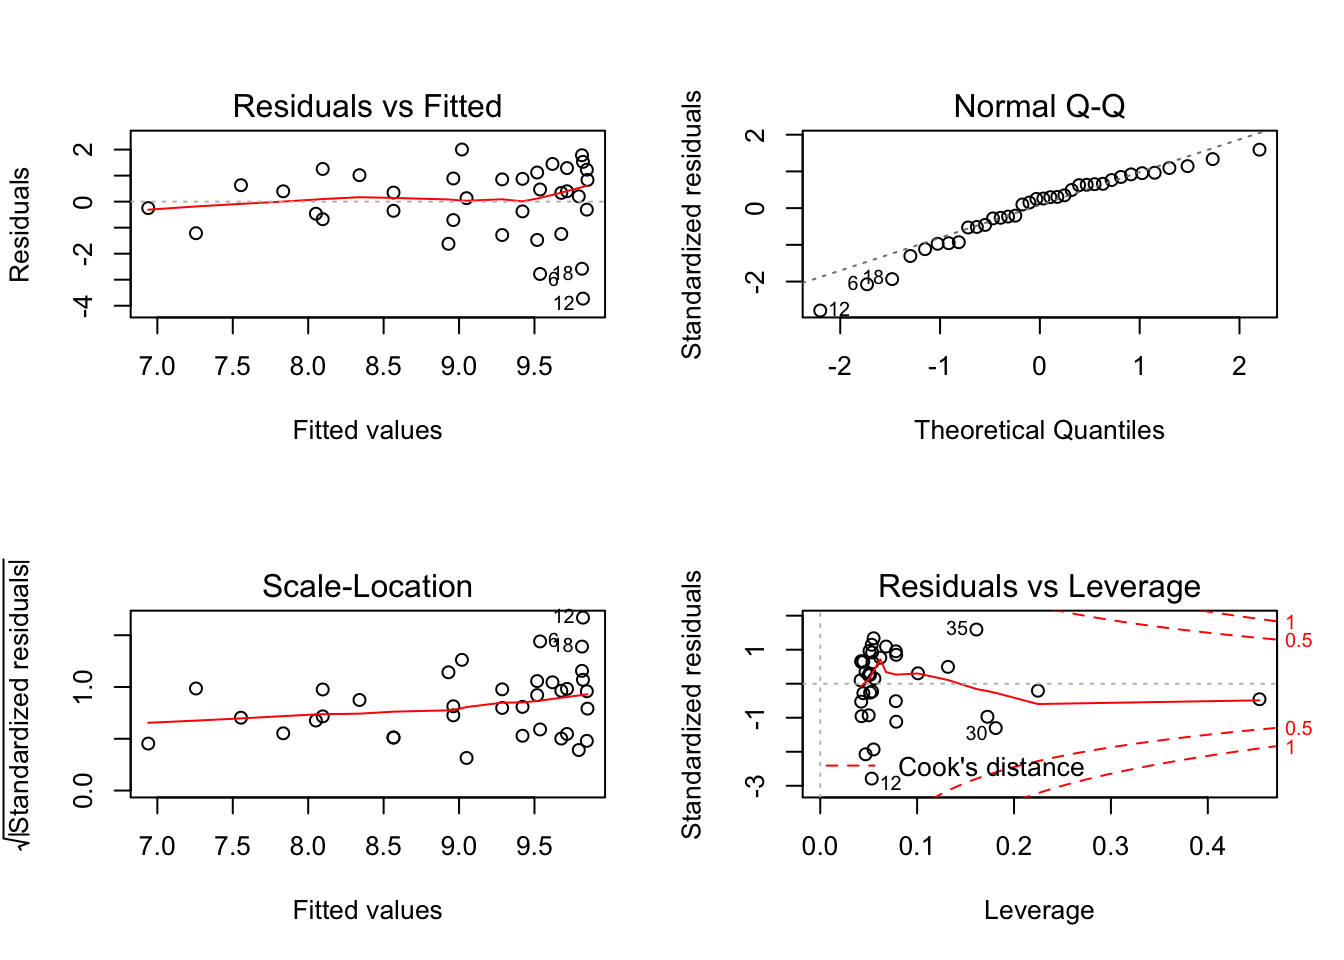 Residuals vs Fitted
Residuals
2
0
-2
-4
6
18
12
7.0 7.5 8.0 8.5 9.0 9.5
Fitted values
Normal Q-Q
Standardized residuals
2
0
-2
6
18
12
-2 -1 0 1 2
Theoretical Quantiles
Scale-Location
√|Standardized residuals|
1.0
0.0
12
6
18
7.0 7.5 8.0 8.5 9.0 9.5
Fitted values
Residuals vs Leverage
Standardized residuals
1
-1
-3
35
30
12
Cook's distance
1
0.5
0.5
1
0.0 0.1 0.2 0.3 0.4
Leverage